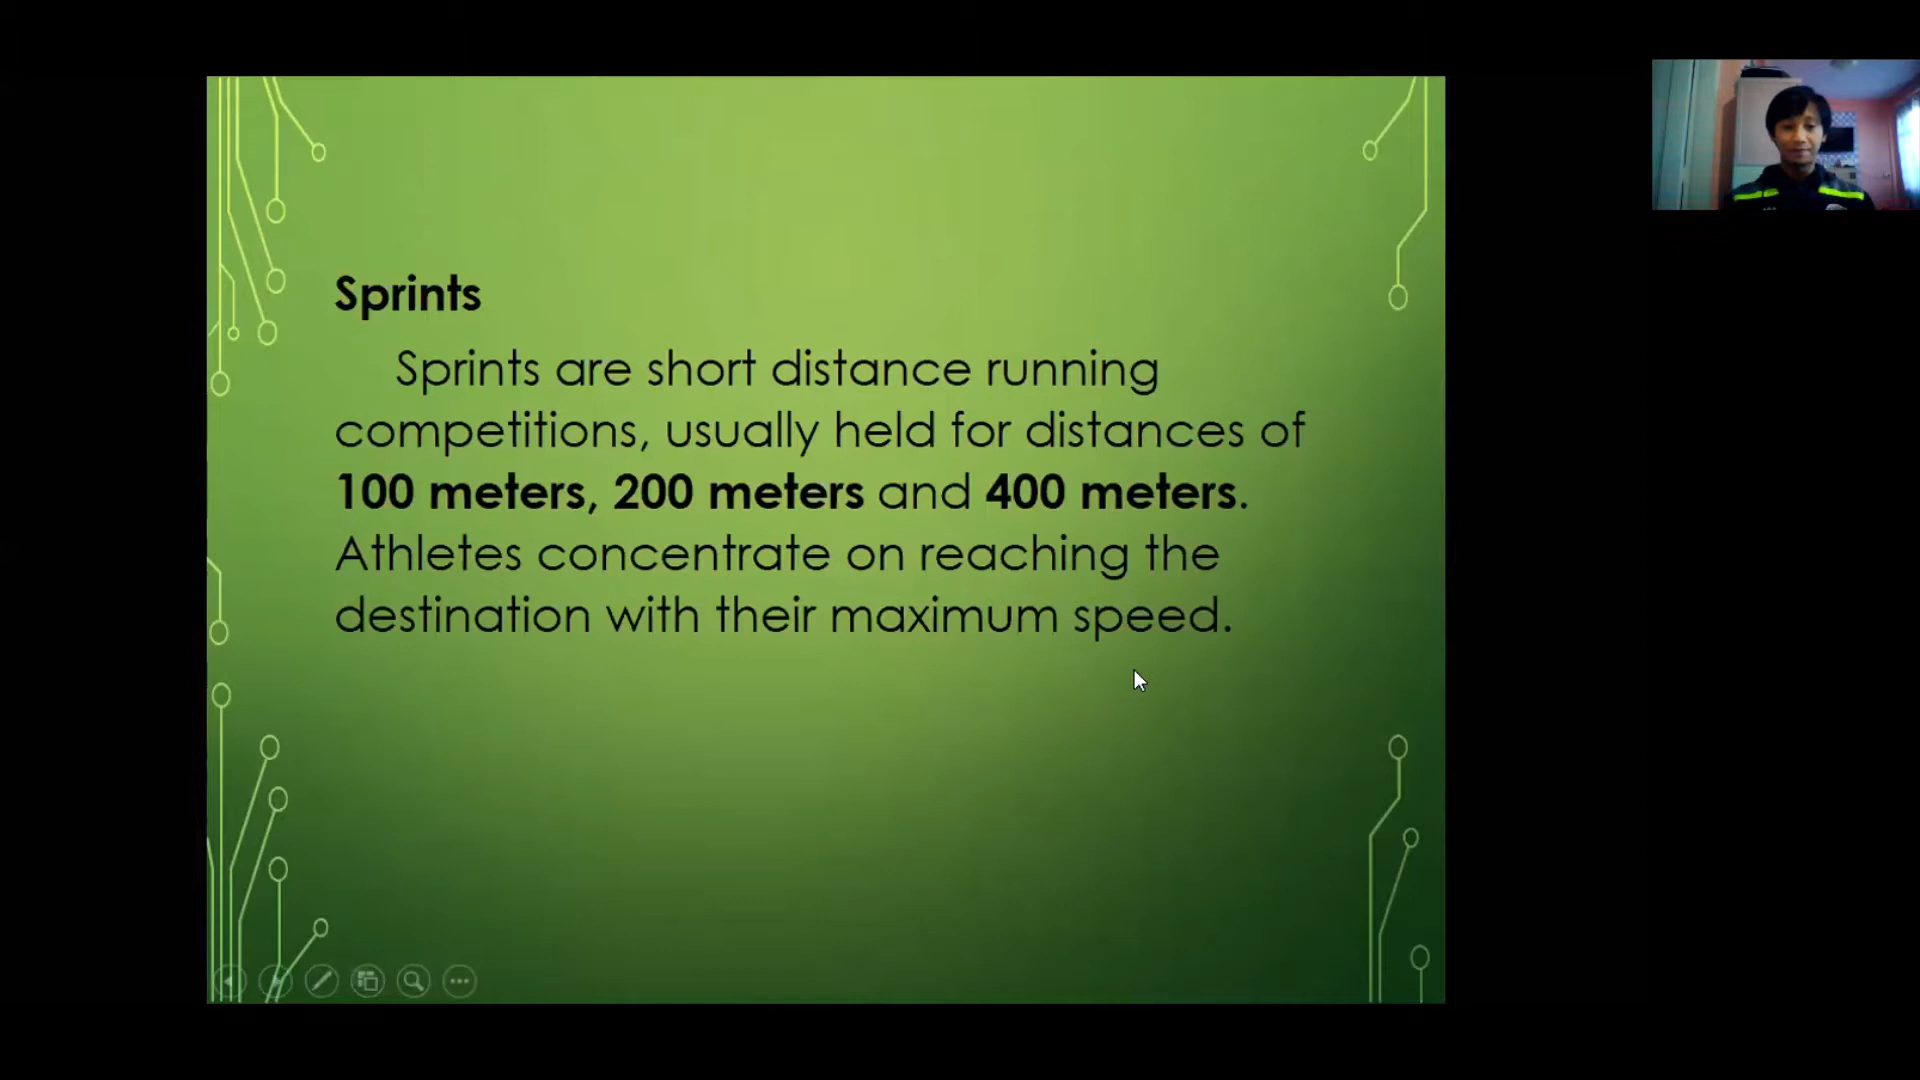 Sprints
Sprints are short distance running
competitions, usually held for distances of
100 meters, 200 meters and 400 meters.
Athletes concentrate on reaching the
destination with their maximum speed.